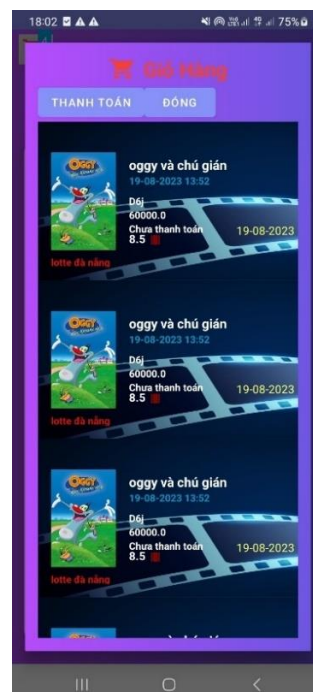 18:02 75%
4
Giỏ Hàng
THANH TOÁN ĐÓNG
OGGY
oggy và chú gián
19-08-2023 13:52
D6j
60000.0
Chưa thanh toán
8.5
19-08-2023
lotte đà nẵng
OGGY
oggy và chú gián
19-08-2023 13:52
D6j
60000.0
Chưa thanh toán
8.5
19-08-2023
lotte đà nẵng
OGGY
oggy và chú gián
19-08-2023 13:52
D6j
60000.0
Chưa thanh toán
8.5
19-08-2023
lotte đà nẵng